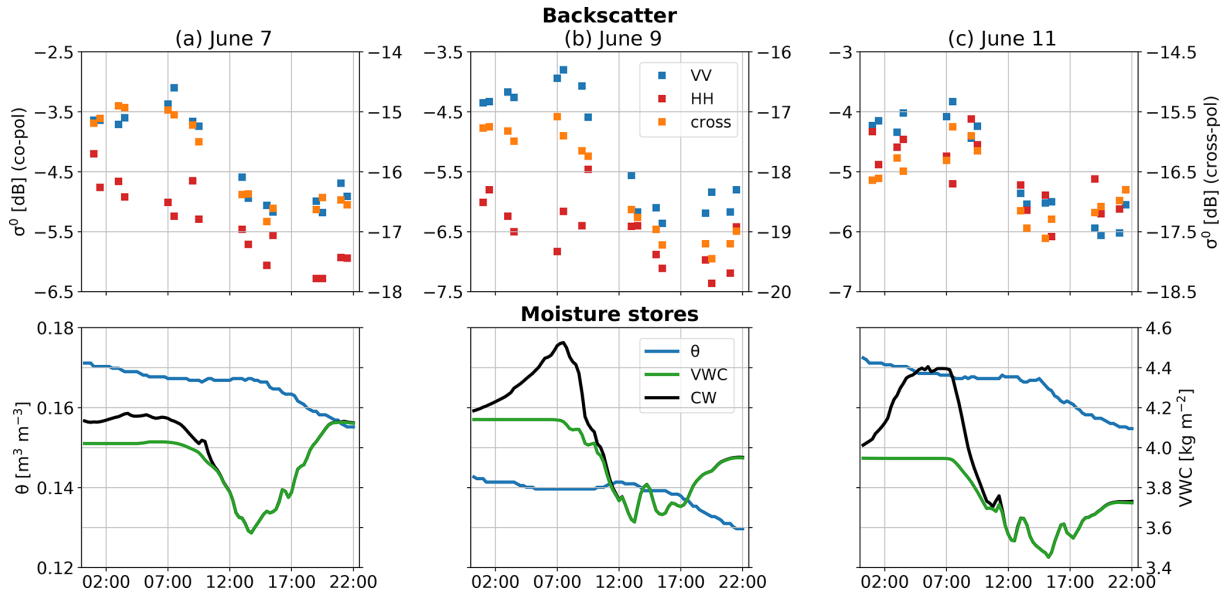 Backscatter
(a) June 7
(b) June 9
(c) June 11
−2.5
−3.5
−4.5
−5.5
−6.5
σ⁰ [dB] (co-pol)
−14
−15
−16
−17
−18
−3.5
−4.5
−5.5
−6.5
−7.5
VV
HH
cross
−16
−17
−18
−19
−20
−3
−4
−5
−6
−7
−14.5
−15.5
−16.5
−17.5
−18.5
σ⁰ [dB] (cross-pol)
Moisture stores
0.18
0.16
0.14
0.12
θ [m³ m⁻³]
θ
VWC
CW
4.6
4.4
4.2
4.0
3.8
3.6
3.4
VWC [kg m⁻²]
02:00 07:00 12:00 17:00 22:00
02:00 07:00 12:00 17:00 22:00
02:00 07:00 12:00 17:00 22:00